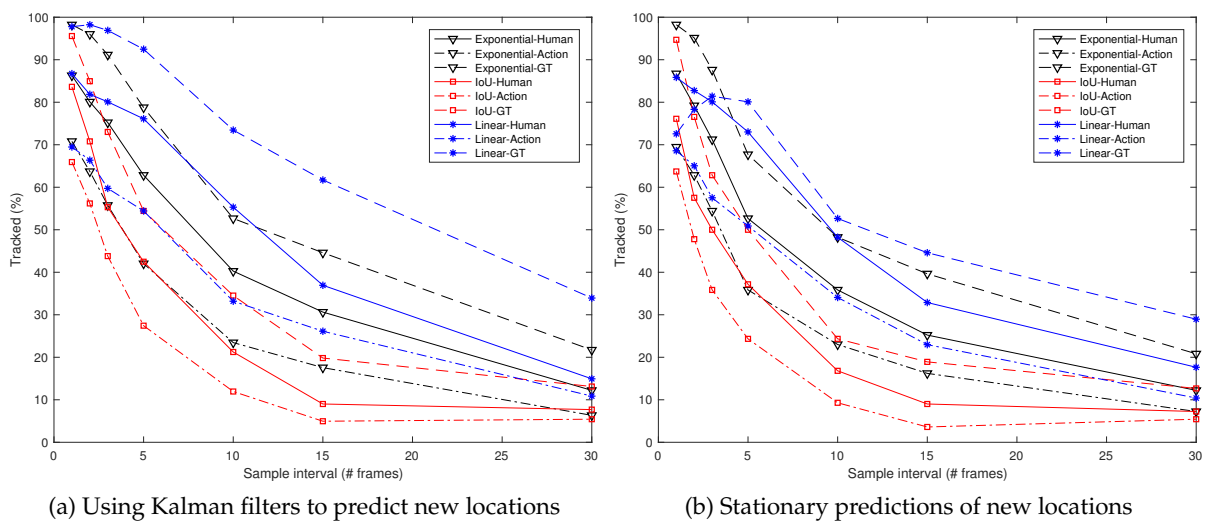 100
90
80
70
60
50
40
30
20
10
0
Tracked (%)
0 5 10 15 20 25 30
Sample interval (# frames)
Exponential-Human
Exponential-Action
Exponential-GT
IoU-Human
IoU-Action
IoU-GT
Linear-Human
Linear-Action
Linear-GT
(a) Using Kalman filters to predict new locations
100
90
80
70
60
50
40
30
20
10
0
Tracked (%)
0 5 10 15 20 25 30
Sample interval (# frames)
Exponential-Human
Exponential-Action
Exponential-GT
IoU-Human
IoU-Action
IoU-GT
Linear-Human
Linear-Action
Linear-GT
(b) Stationary predictions of new locations